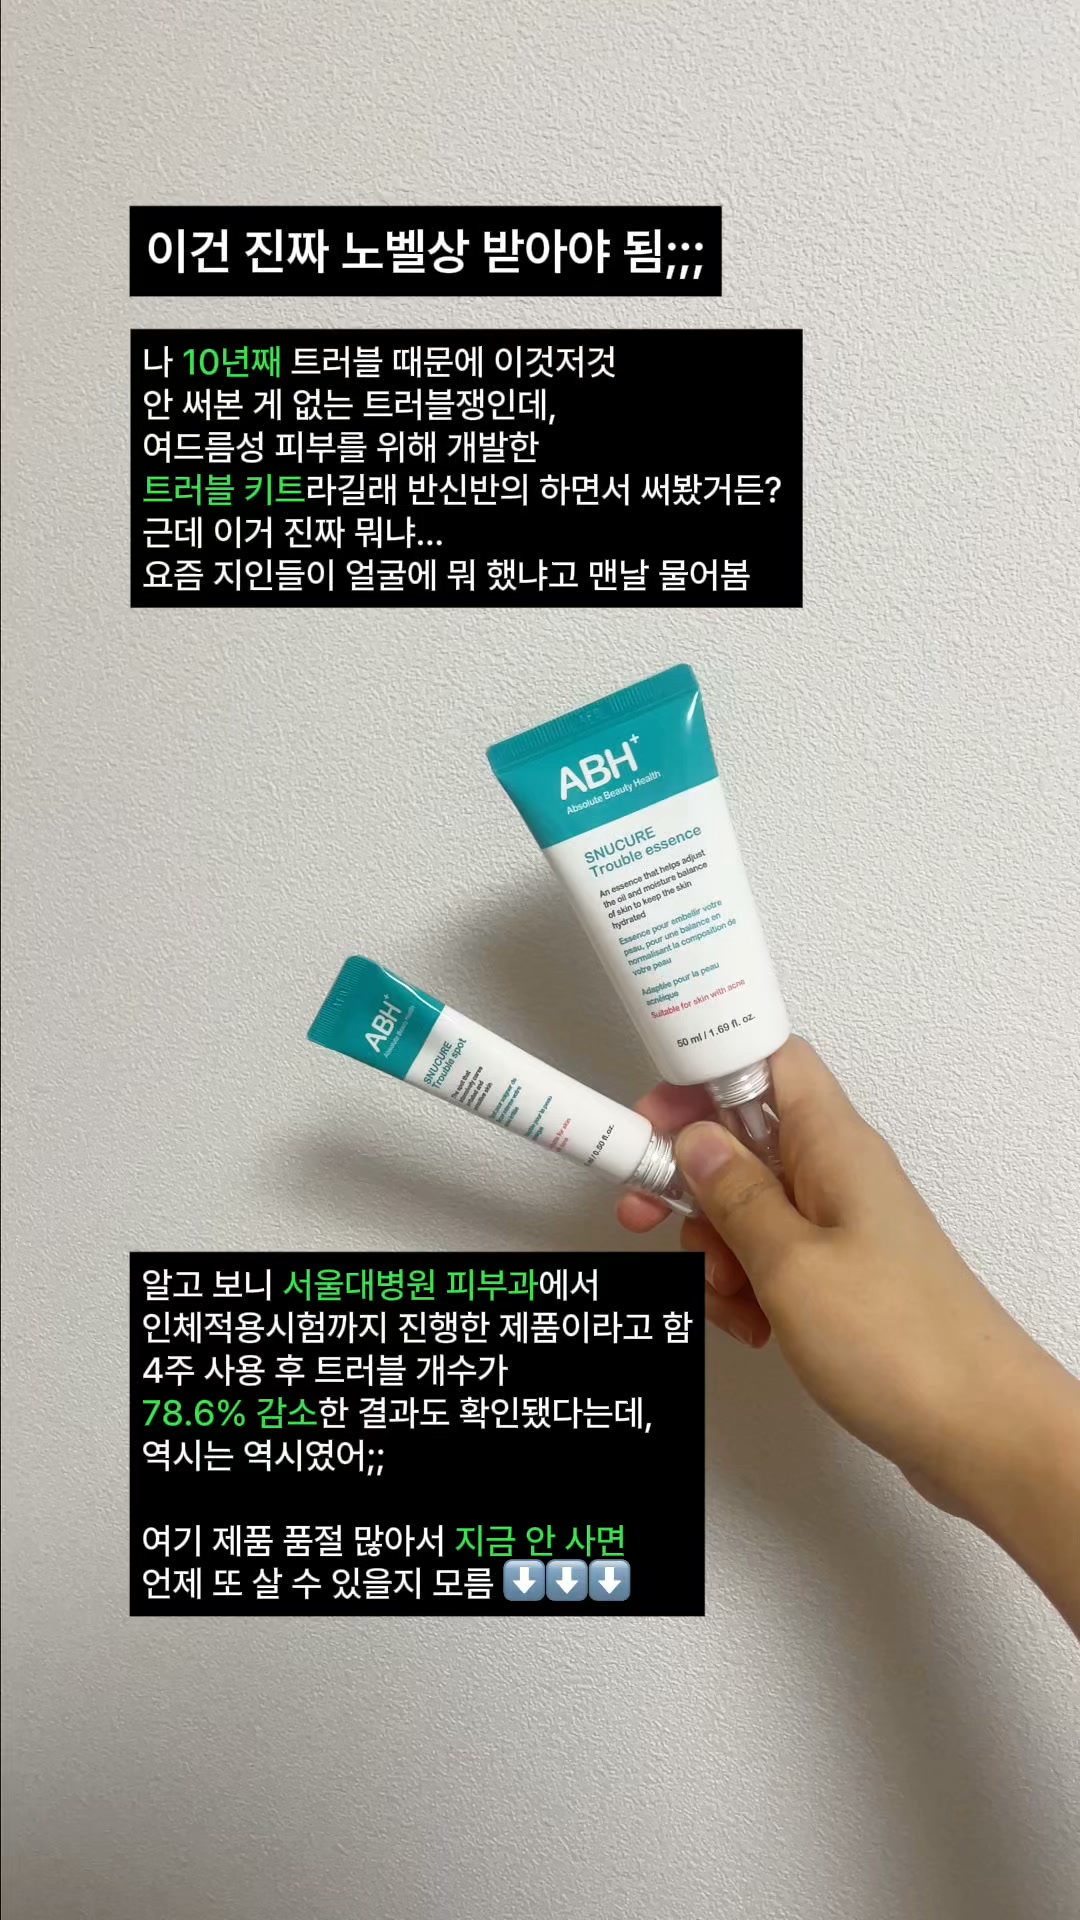 이건 진짜 노벨상 받아야 됨;;;
나 10년째 트러블 때문에 이것저것
안 써본 게 없는 트러블쟁인데,
여드름성 피부를 위해 개발한
트러블 키트라길래 반신반의 하면서 써봤거든?
근데 이거 진짜 뭐냐...
요즘 지인들이 얼굴에 뭐 했냐고 맨날 물어봄
ABH+
Absolute Beauty Health
SNUCURE
Trouble essence
An essence that helps adjust
the oil and moisture balance
of skin to keep the skin
hydrated
Essence pour embellir votre
peau, pour une balance en
normalisant la composition de
votre peau
Adaptée pour la peau
acnéique
Suitable for skin with acne
50 ml / 1.69 fl. oz.
ABH+
Absolute Beauty Health
SNUCURE
Trouble spot
/ 0.50 fl.oz.
알고 보니 서울대병원 피부과에서
인체적용시험까지 진행한 제품이라고 함
4주 사용 후 트러블 개수가
78.6% 감소한 결과도 확인됐다는데,
역시는 역시였어;;
여기 제품 품절 많아서 지금 안 사면
언제 또 살 수 있을지 모름 ⬇️⬇️⬇️